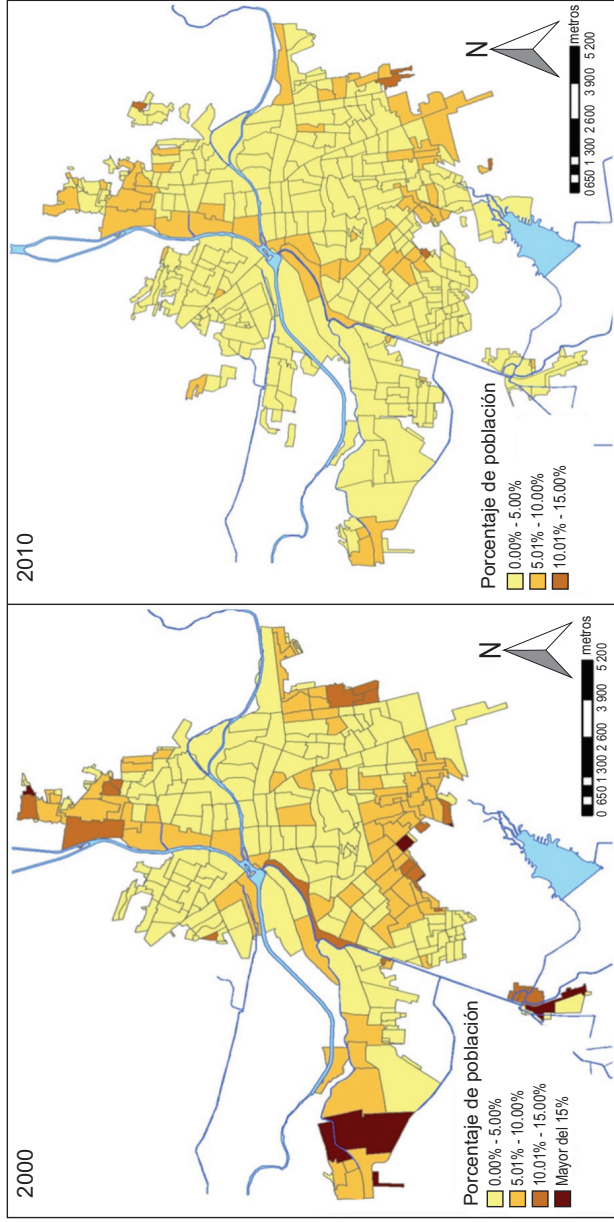 2000
Porcentaje de población
0.00% - 5.00%
5.01% - 10.00%
10.01% - 15.00%
Mayor del 15%
N
metros
0 650 1 300 2 600 3 900 5 200
2010
Porcentaje de población
0.00% - 5.00%
5.01% - 10.00%
10.01% - 15.00%
N
metros
0 650 1 300 2 600 3 900 5 200